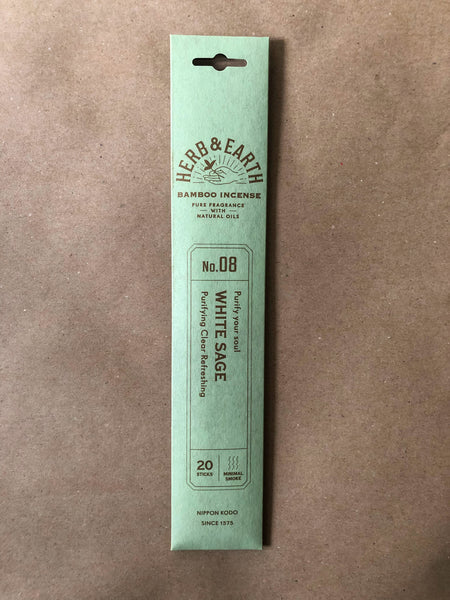 HERB & EARTH
BAMBOO INCENSE
PURE FRAGRANCE
WITH
NATURAL OILS
No.08
Purify your soul
WHITE SAGE
Purifying Clear Refreshing
20
STICKS
MINIMAL
SMOKE
NIPPON KODO
SINCE 1575